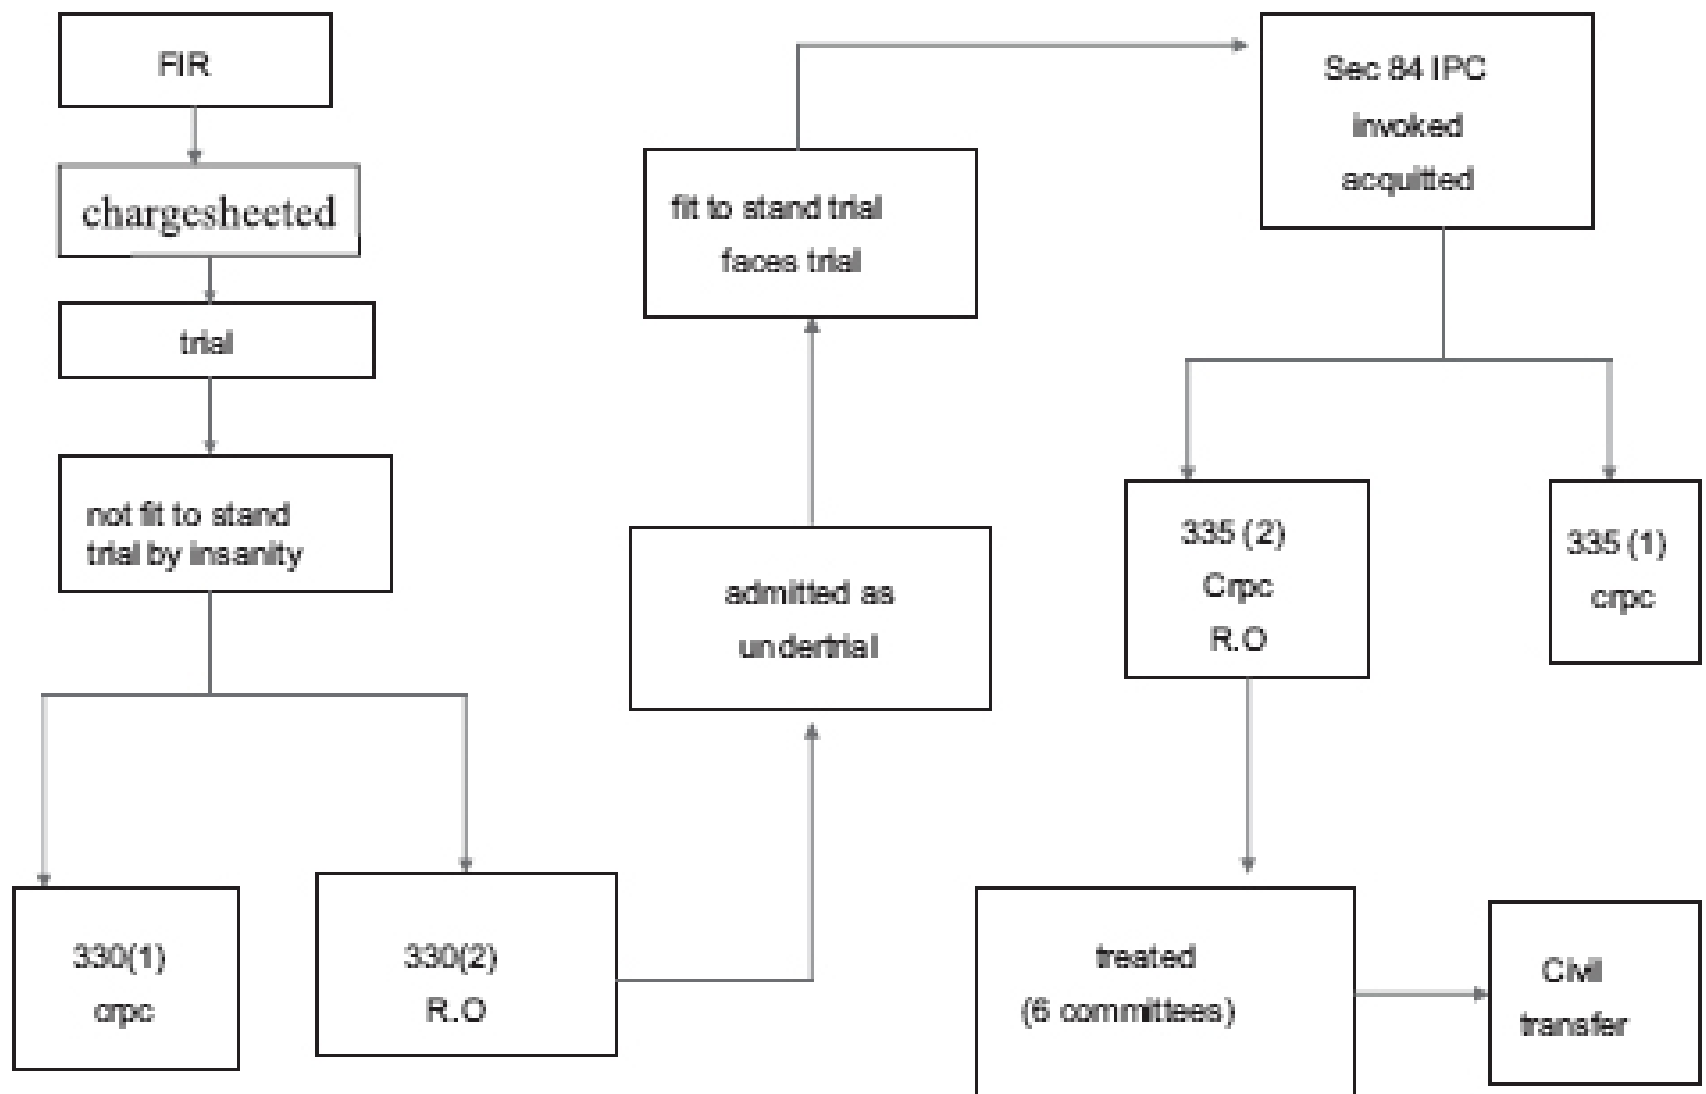 FIR
chargesheeted
trial
not fit to stand
trial by insanity
330(1)
crpc
330(2)
R.O
admitted as
undertrial
fit to stand trial
faces trial
Sec 84 IPC
invoked
acquitted
335 (2)
Crpc
R.O
335 (1)
crpc
treated
(6 committees)
Civil
transfer